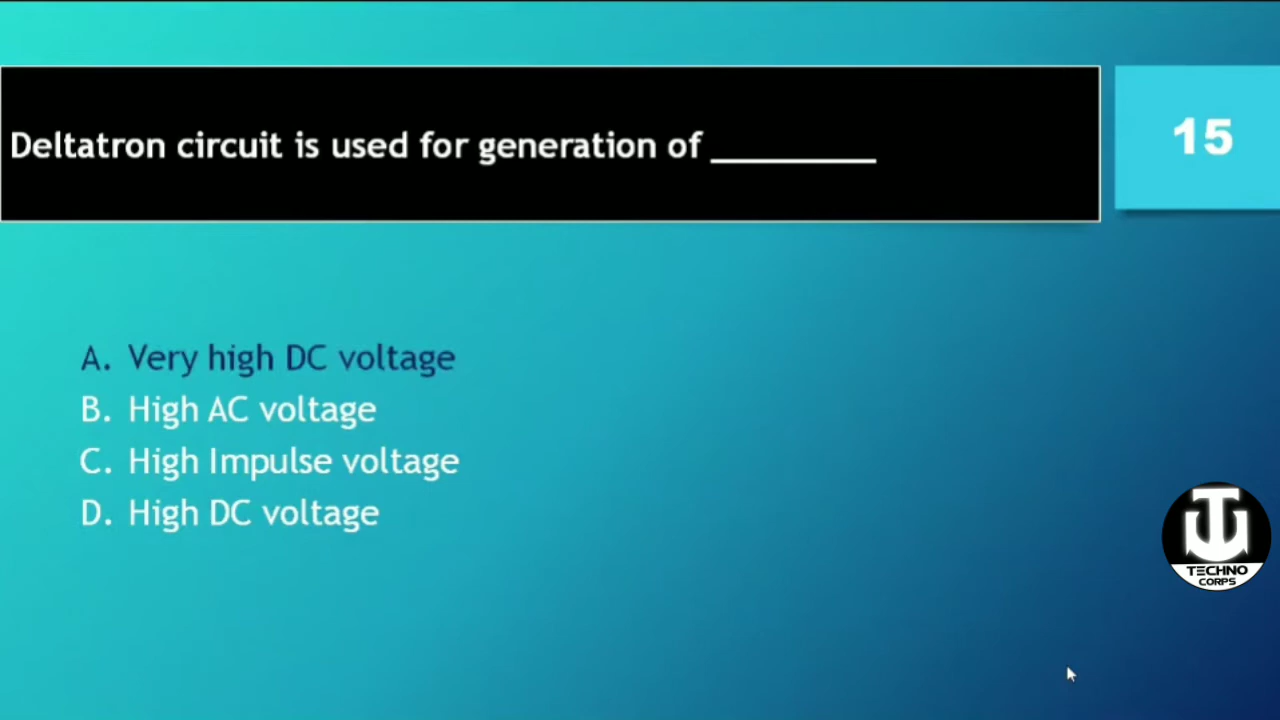 Deltatron circuit is used for generation of ________
15
A. Very high DC voltage
B. High AC voltage
C. High Impulse voltage
D. High DC voltage
TECHNO
CORPS